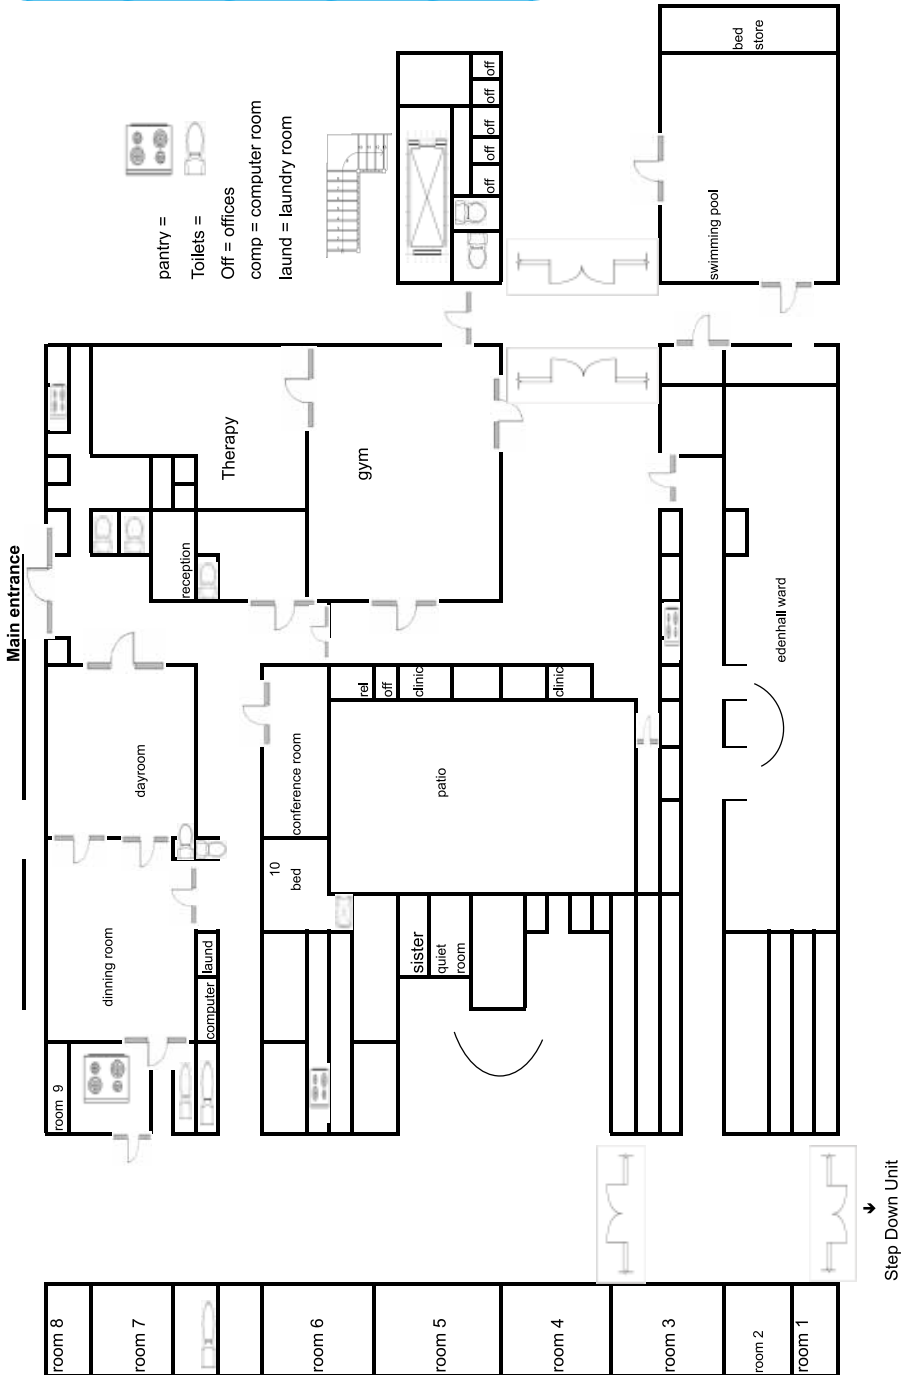 Main entrance
pantry =
Toilets =
Off = offices
comp = computer room
laund = laundry room
off
off
off
off
off
bed
store
swimming pool
Therapy
gym
reception
edenhall ward
dayroom
conference room
rel
off
clinic
clinic
patio
10
bed
dinning room
laund
computer
sister
quiet
room
room 9
room 8
room 7
room 6
room 5
room 4
room 3
room 2
room 1
Step Down Unit